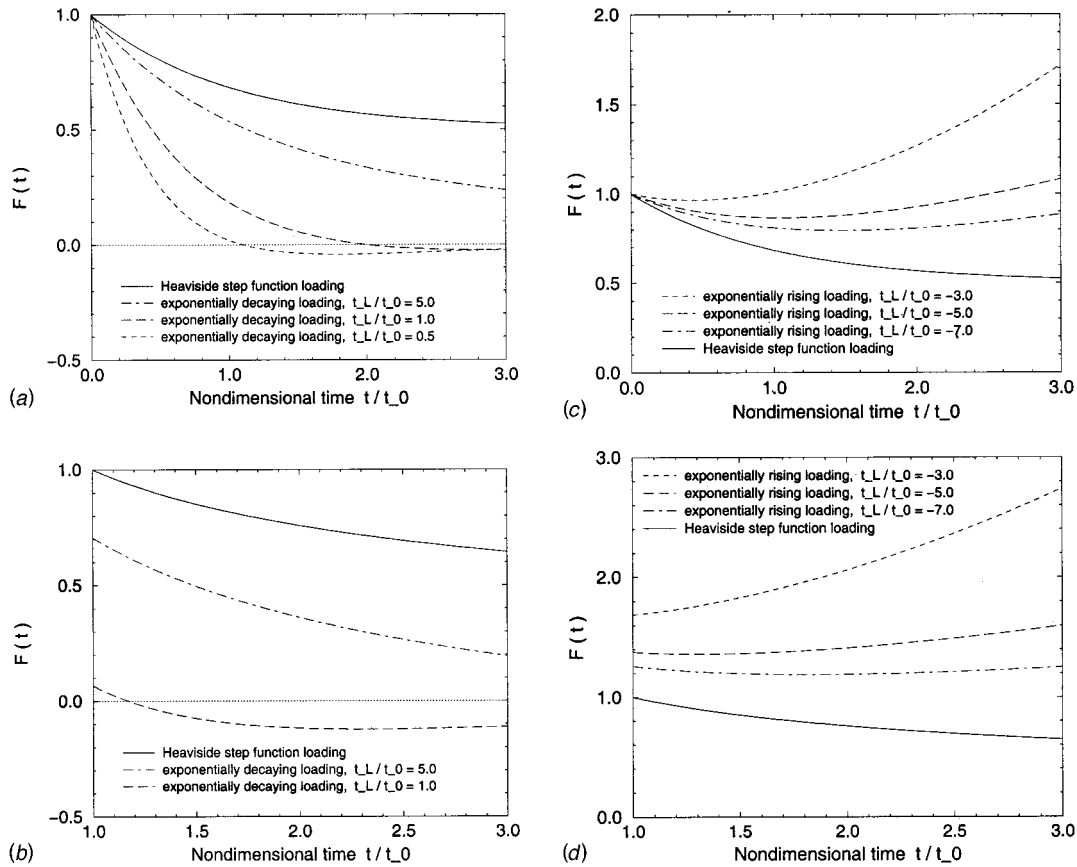 1.0
0.5
0.0
−0.5
F ( t )
Heaviside step function loading
exponentially decaying loading, t_L / t_0 = 5.0
exponentially decaying loading, t_L / t_0 = 1.0
exponentially decaying loading, t_L / t_0 = 0.5
0.0 1.0 2.0 3.0
(a) Nondimensional time t / t_0
2.0
1.5
1.0
0.5
0.0
F ( t )
exponentially rising loading, t_L / t_0 = −3.0
exponentially rising loading, t_L / t_0 = −5.0
exponentially rising loading, t_L / t_0 = −7.0
Heaviside step function loading
0.0 1.0 2.0 3.0
(c) Nondimensional time t / t_0
1.0
0.5
0.0
−0.5
F ( t )
Heaviside step function loading
exponentially decaying loading, t_L / t_0 = 5.0
exponentially decaying loading, t_L / t_0 = 1.0
1.0 1.5 2.0 2.5 3.0
(b) Nondimensional time t / t_0
3.0
2.0
1.0
0.0
F ( t )
exponentially rising loading, t_L / t_0 = −3.0
exponentially rising loading, t_L / t_0 = −5.0
exponentially rising loading, t_L / t_0 = −7.0
Heaviside step function loading
1.0 1.5 2.0 2.5 3.0
(d) Nondimensional time t / t_0